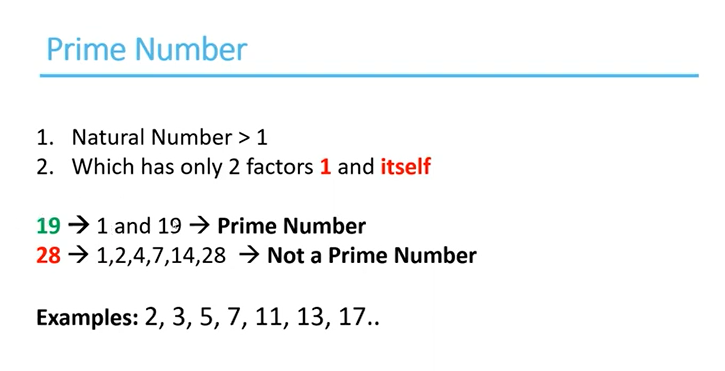 Prime Number
1. Natural Number > 1
2. Which has only 2 factors 1 and itself
19 → 1 and 19 → Prime Number
28 → 1,2,4,7,14,28 → Not a Prime Number
Examples: 2, 3, 5, 7, 11, 13, 17..